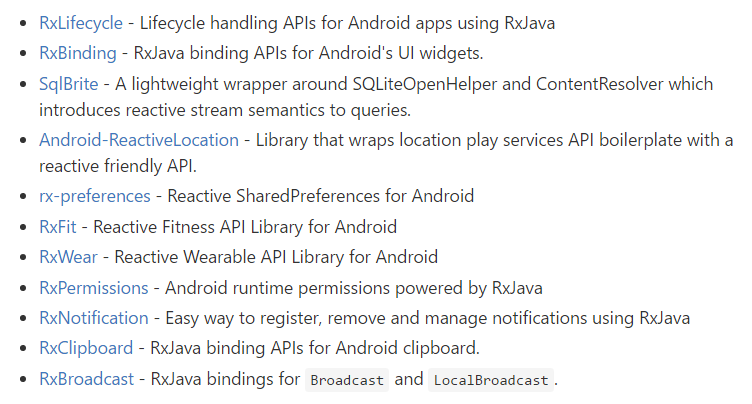 RxLifecycle - Lifecycle handling APIs for Android apps using RxJava
RxBinding - RxJava binding APIs for Android's UI widgets.
SqlBrite - A lightweight wrapper around SQLiteOpenHelper and ContentResolver which
introduces reactive stream semantics to queries.
Android-ReactiveLocation - Library that wraps location play services API boilerplate with a
reactive friendly API.
rx-preferences - Reactive SharedPreferences for Android
RxFit - Reactive Fitness API Library for Android
RxWear - Reactive Wearable API Library for Android
RxPermissions - Android runtime permissions powered by RxJava
RxNotification - Easy way to register, remove and manage notifications using RxJava
RxClipboard - RxJava binding APIs for Android clipboard.
RxBroadcast - RxJava bindings for Broadcast and LocalBroadcast.